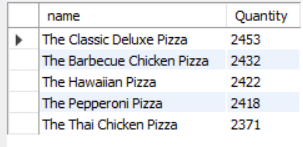 name Quantity
The Classic Deluxe Pizza 2453
The Barbecue Chicken Pizza 2432
The Hawaiian Pizza 2422
The Pepperoni Pizza 2418
The Thai Chicken Pizza 2371